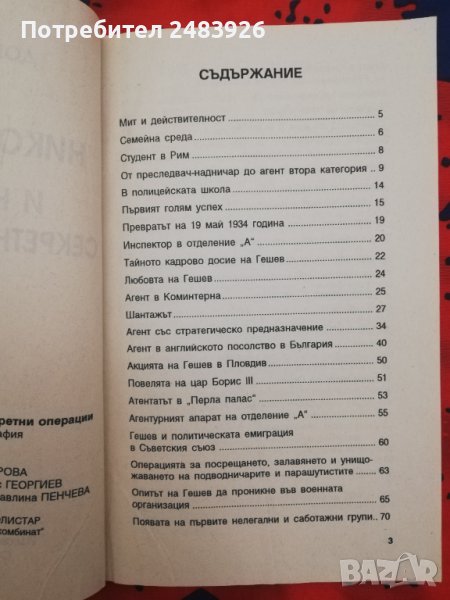 Потребител 2483926
СЪДЪРЖАНИЕ
Мит и действителност 5
Семейна среда 6
Студент в Рим 8
От преследвач-надничар до агент втора категория 9
В полицейската школа 14
Първият голям успех 15
Превратът на 19 май 1934 година 19
Инспектор в отделение „А“ 20
Тайното кадрово досие на Гешев 22
Любовта на Гешев 24
Агент в Коминтерна 25
Шантажът 27
Агент със стратегическо предназначение 34
Агент в английското посолство в България 40
Акцията на Гешев в Пловдив 50
Повелята на цар Борис III 51
Атентатът в „Перла палас“ 53
Агентурният апарат на отделение „А“ 55
Гешев и политическата емиграция
в Съветския съюз 60
Операцията за посрещането, залавянето и унищо-
жаването на подводничарите и парашутистите 63
Опитът на Гешев да проникне във военната
организация 65
Появата на първите нелегални и саботажни групи 70
3
ретни операции
РОВА
ГЕОРГИЕВ
авлина ПЕНЧЕВА
ОЛИСТАР
комбинат"
BAZAR